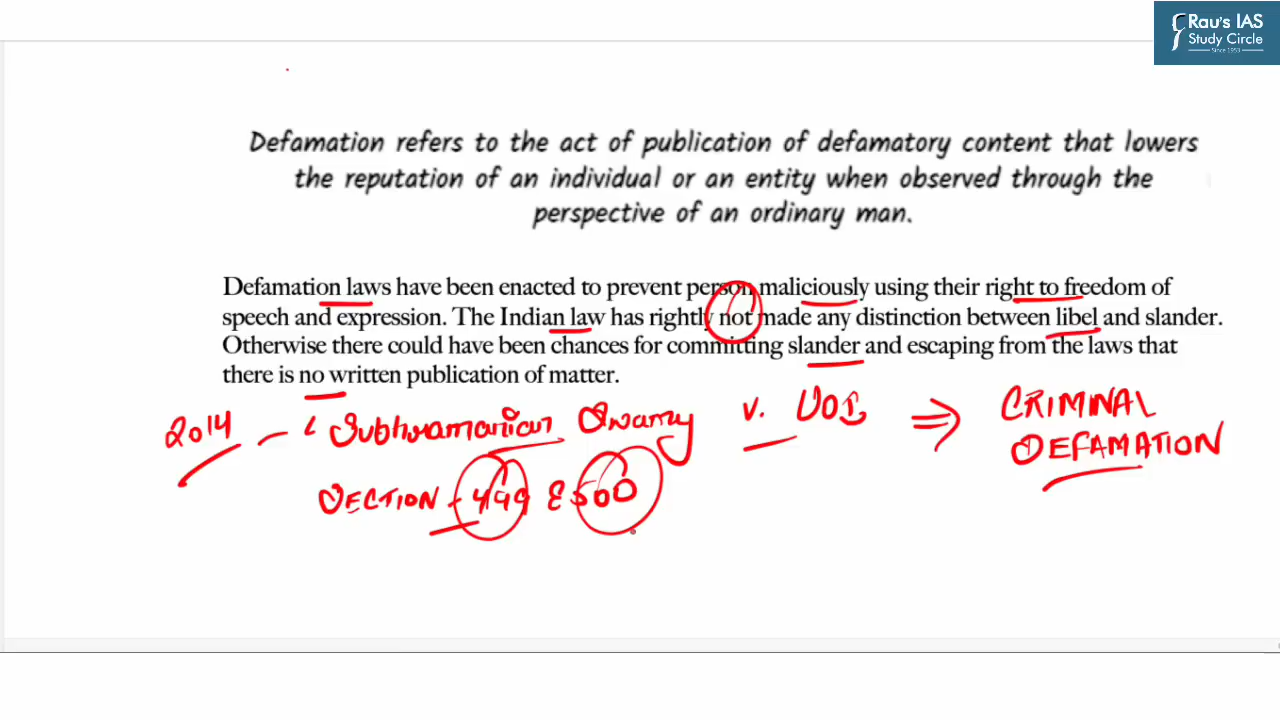 Rau's IAS
Study Circle
Since 1953
Defamation refers to the act of publication of defamatory content that lowers
the reputation of an individual or an entity when observed through the
perspective of an ordinary man.
Defamation laws have been enacted to prevent person maliciously using their right to freedom of
speech and expression. The Indian law has rightly not made any distinction between libel and slander.
Otherwise there could have been chances for committing slander and escaping from the laws that
there is no written publication of matter.
2014 - Subhramanian Swamy v. UOI ⇒ CRIMINAL
DEFAMATION
SECTION - 499 & 500